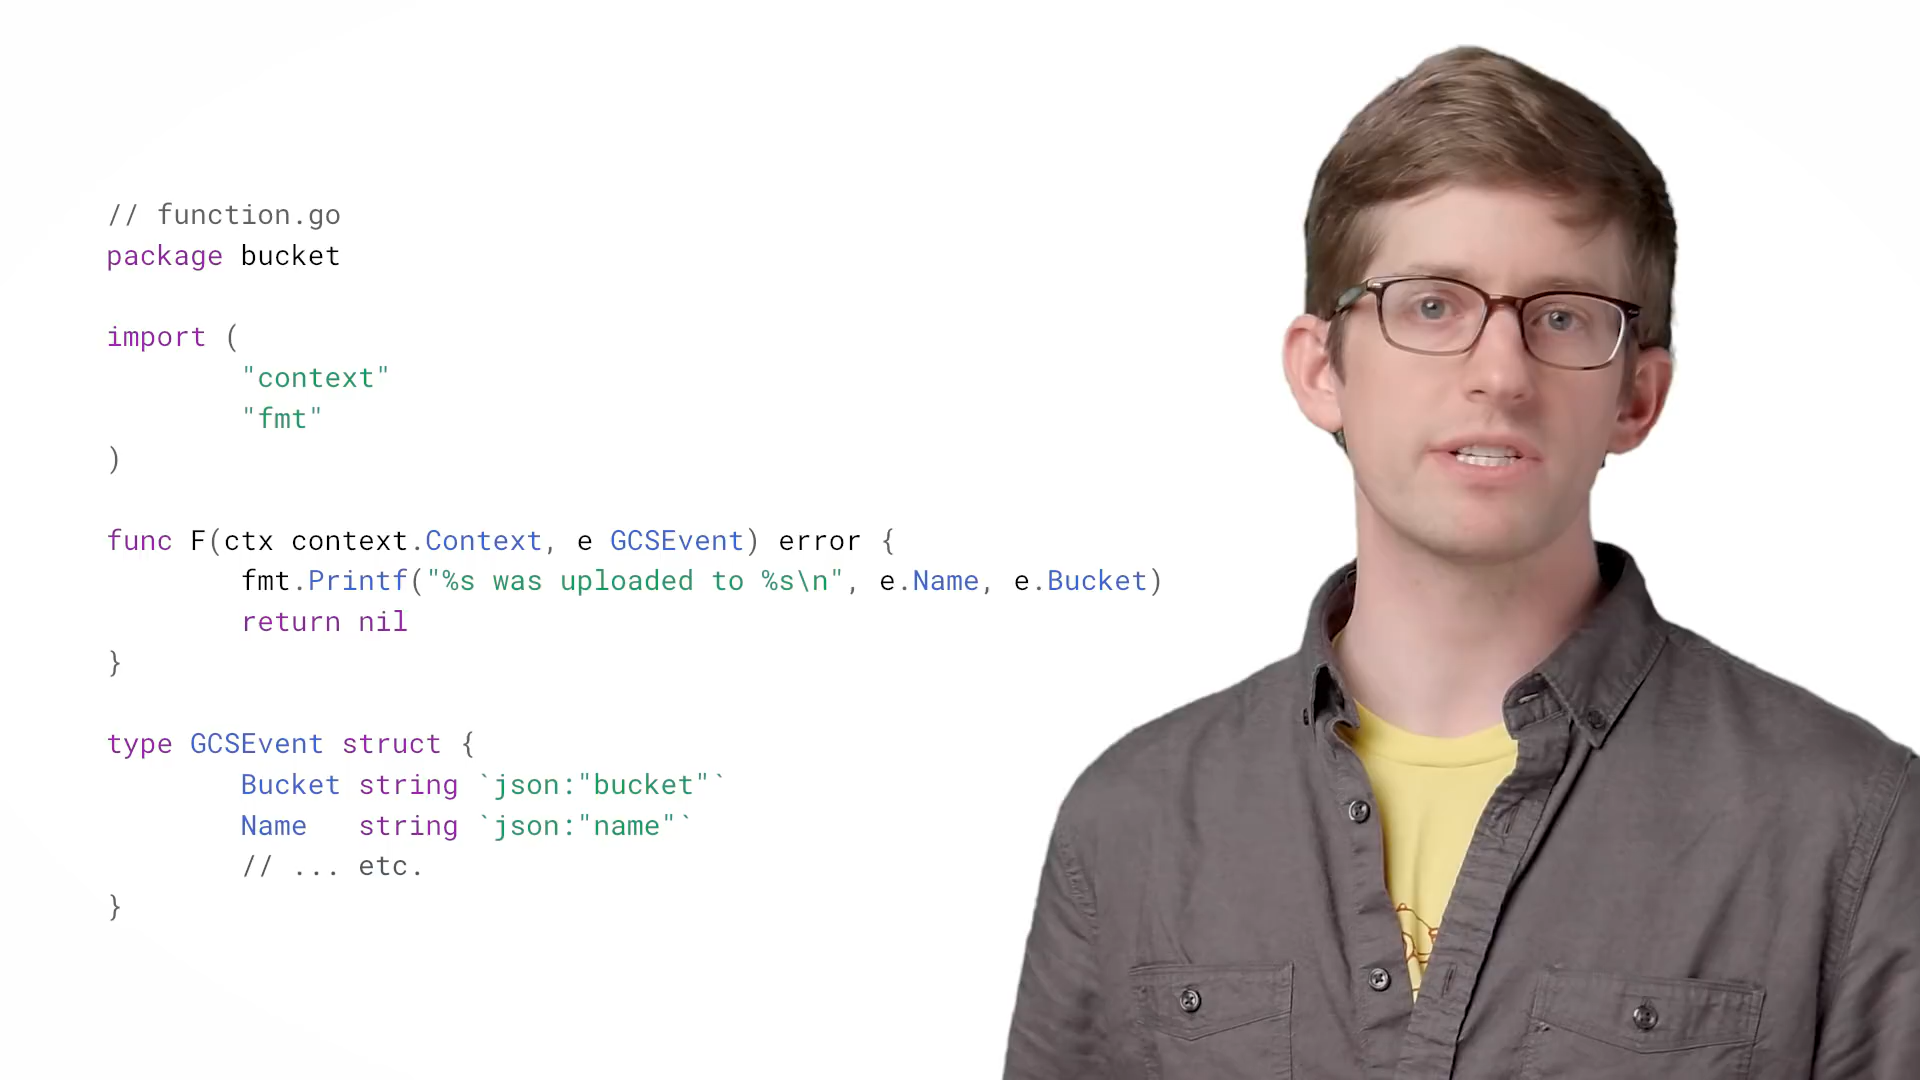 // function.go
package bucket
import (
"context"
"fmt"
)
func F(ctx context.Context, e GCSEvent) error {
fmt.Printf("%s was uploaded to %s\n", e.Name, e.Bucket)
return nil
}
type GCSEvent struct {
Bucket string `json:"bucket"`
Name   string `json:"name"`
// ... etc.
}